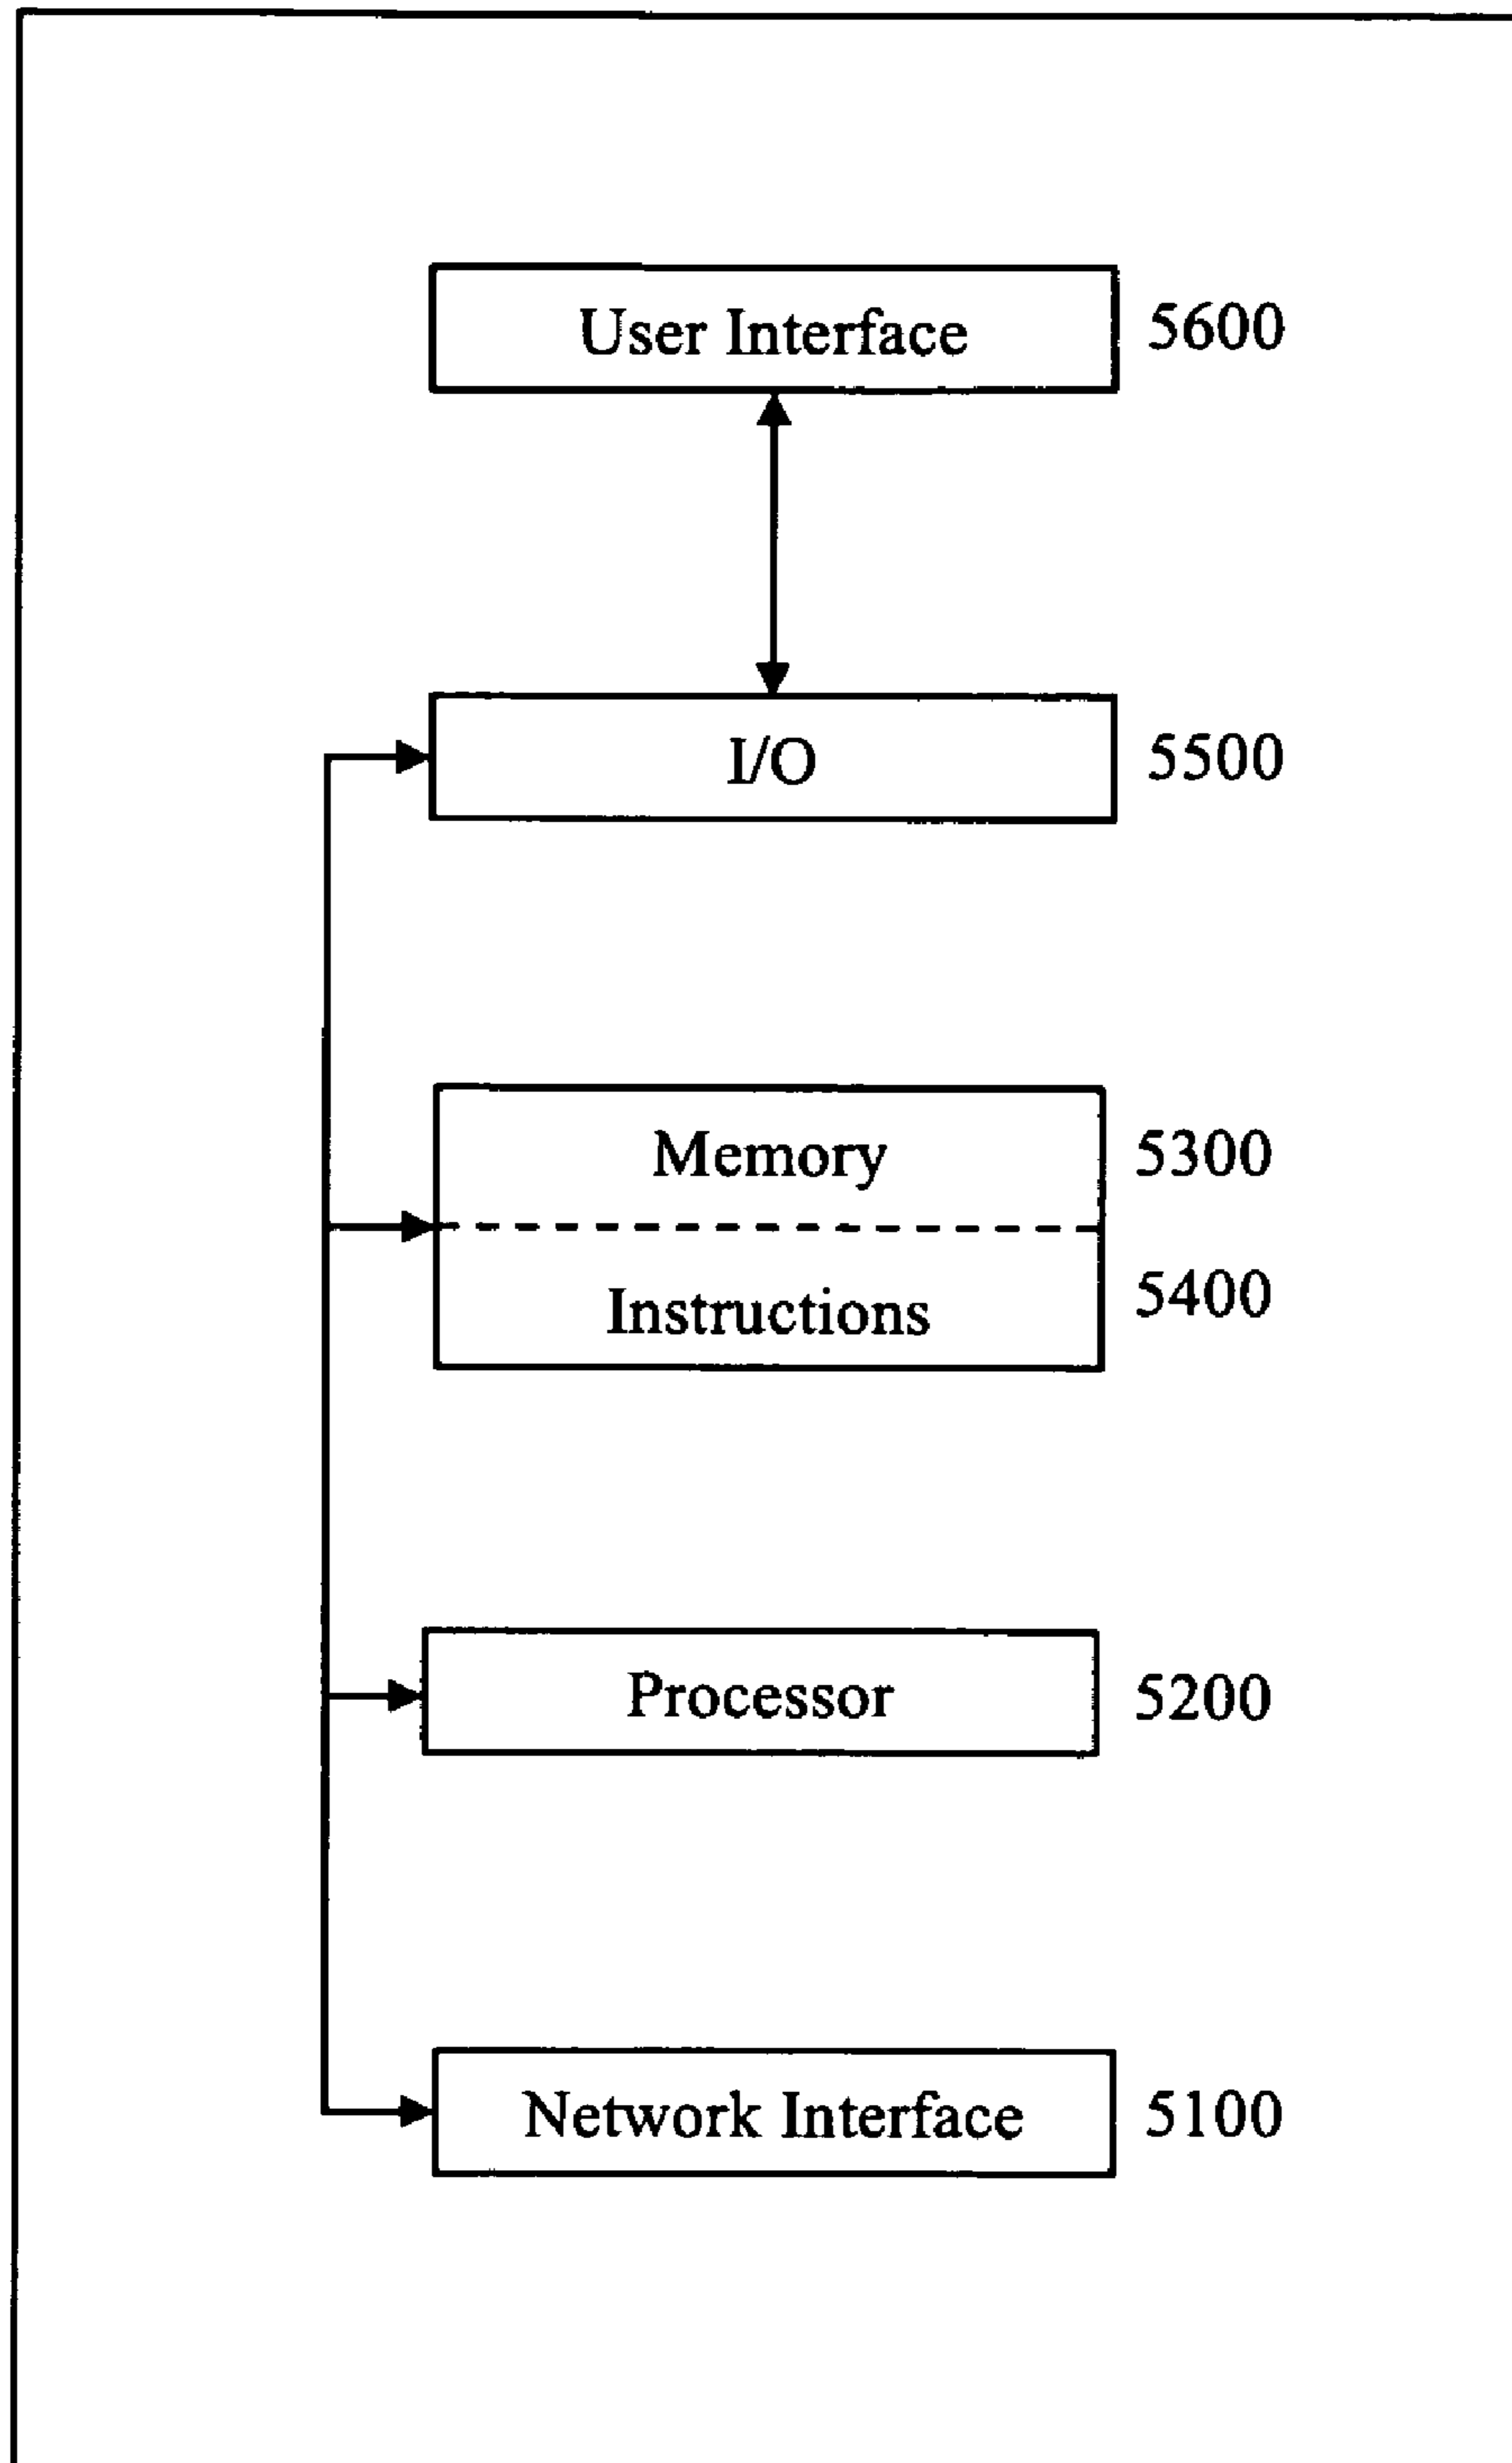 User Interface 5600
I/O 5500
Memory 5300
Instructions 5400
Processor 5200
Network Interface 5100